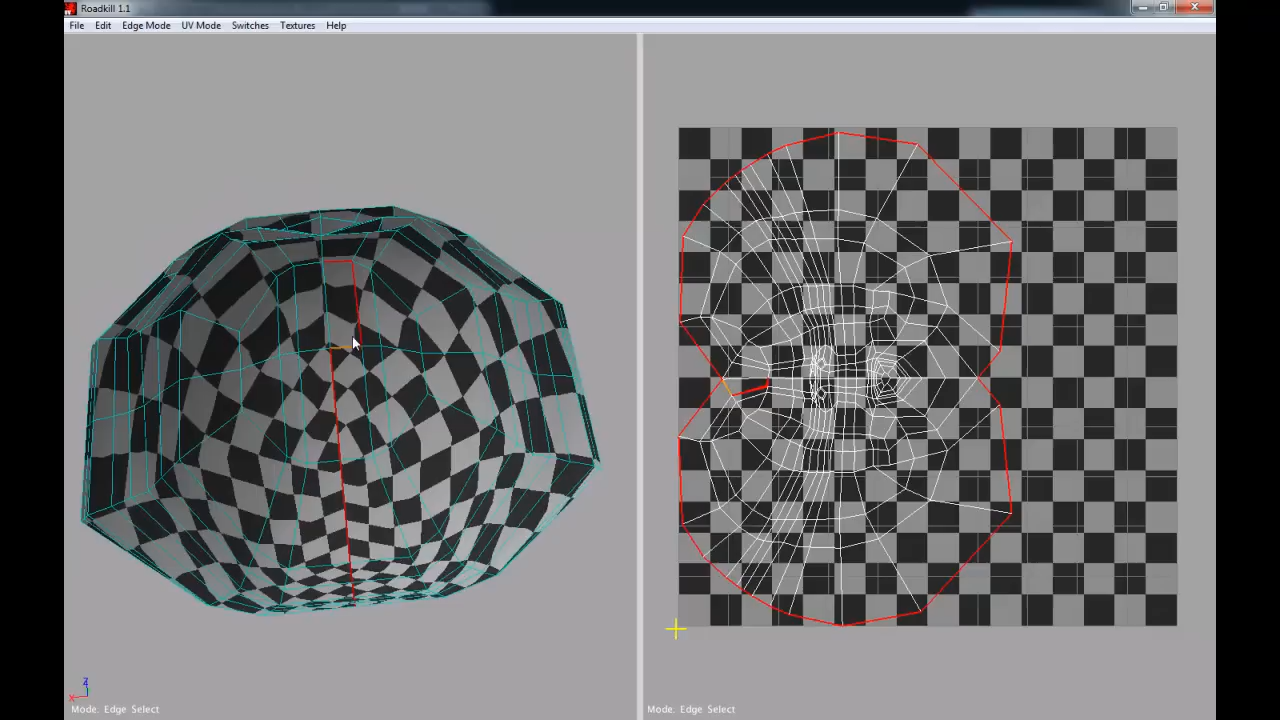 Roadkill 1.1
File Edit Edge Mode UV Mode Switches Textures Help
Z
X
Mode. Edge Select
Mode. Edge Select